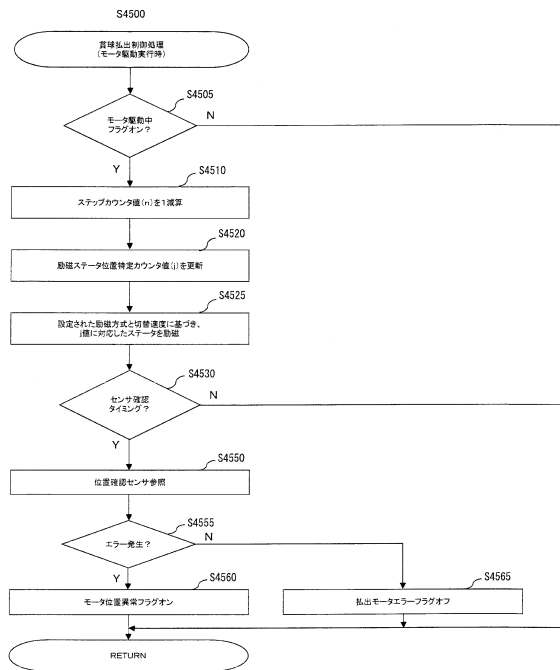 S4500
賞球払出制御処理
(モータ駆動実行時)
S4505
モータ駆動中
フラグオン?
N
Y
S4510
ステップカウンタ値(n)を1減算
S4520
励磁ステータ位置特定カウンタ値(j)を更新
S4525
設定された励磁方式と切替速度に基づき、
j値に対応したステータを励磁
S4530
センサ確認
タイミング?
N
Y
S4550
位置確認センサ参照
S4555
エラー発生?
N
Y
S4560
モータ位置異常フラグオン
S4565
払出モータエラーフラグオフ
RETURN